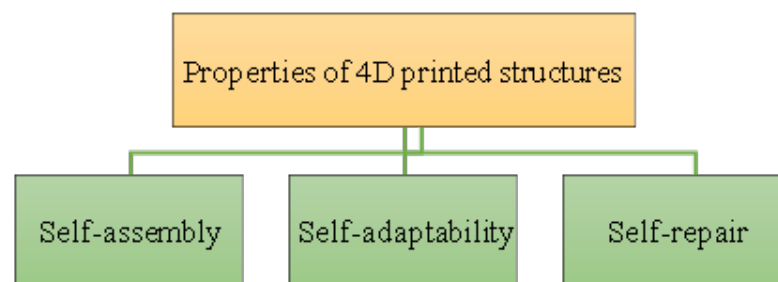 Properties of 4D printed structures
Self-assembly
Self-adaptability
Self-repair